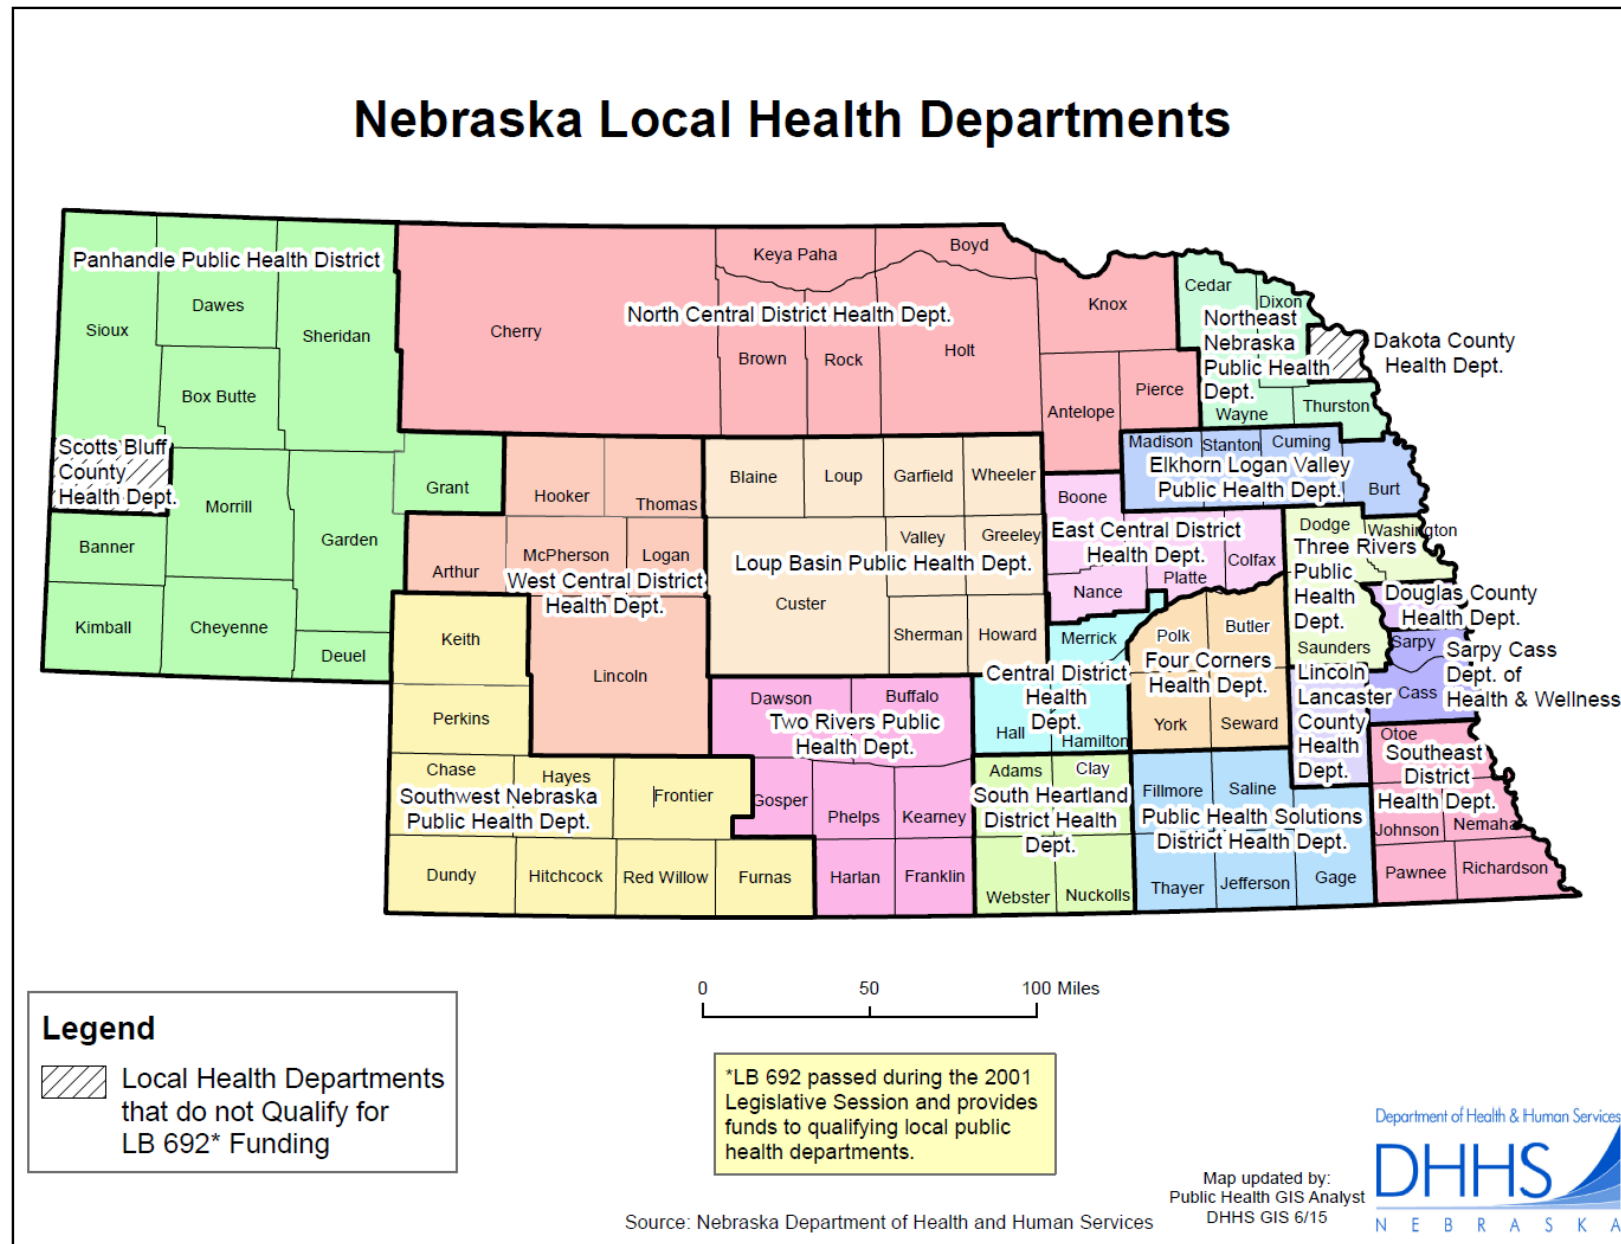 Nebraska Local Health Departments
Panhandle Public Health District
Sioux
Dawes
Sheridan
Box Butte
Scotts Bluff
County
Health Dept.
Morrill
Grant
Garden
Banner
Kimball
Cheyenne
Deuel
North Central District Health Dept.
Cherry
Keya Paha
Boyd
Brown
Rock
Holt
Knox
Antelope
Pierce
Northeast
Nebraska
Public Health
Dept.
Cedar
Dixon
Wayne
Thurston
Dakota County
Health Dept.
Elkhorn Logan Valley
Public Health Dept.
Madison
Stanton
Cuming
Burt
West Central District
Health Dept.
Hooker
Thomas
Arthur
McPherson
Logan
Lincoln
Loup Basin Public Health Dept.
Blaine
Loup
Garfield
Wheeler
Valley
Greeley
Custer
Sherman
Howard
East Central District
Health Dept.
Boone
Colfax
Platte
Nance
Three Rivers
Public
Health
Dept.
Dodge
Washington
Saunders
Douglas County
Health Dept.
Sarpy Cass
Dept. of
Health & Wellness
Sarpy
Cass
Central District
Health
Dept.
Merrick
Hall
Hamilton
Four Corners
Health Dept.
Polk
Butler
York
Seward
Lincoln
Lancaster
County
Health
Dept.
Southwest Nebraska
Public Health Dept.
Keith
Perkins
Chase
Hayes
Frontier
Dundy
Hitchcock
Red Willow
Furnas
Two Rivers Public
Health Dept.
Dawson
Buffalo
Gosper
Phelps
Kearney
Harlan
Franklin
South Heartland
District Health
Dept.
Adams
Clay
Webster
Nuckolls
Public Health Solutions
District Health Dept.
Fillmore
Saline
Thayer
Jefferson
Gage
Southeast
District
Health Dept.
Otoe
Johnson
Nemaha
Pawnee
Richardson
0 50 100 Miles
Legend
Local Health Departments
that do not Qualify for
LB 692* Funding
*LB 692 passed during the 2001
Legislative Session and provides
funds to qualifying local public
health departments.
Source: Nebraska Department of Health and Human Services
Map updated by:
Public Health GIS Analyst
DHHS GIS 6/15
Department of Health & Human Services
DHHS
NEBRASKA